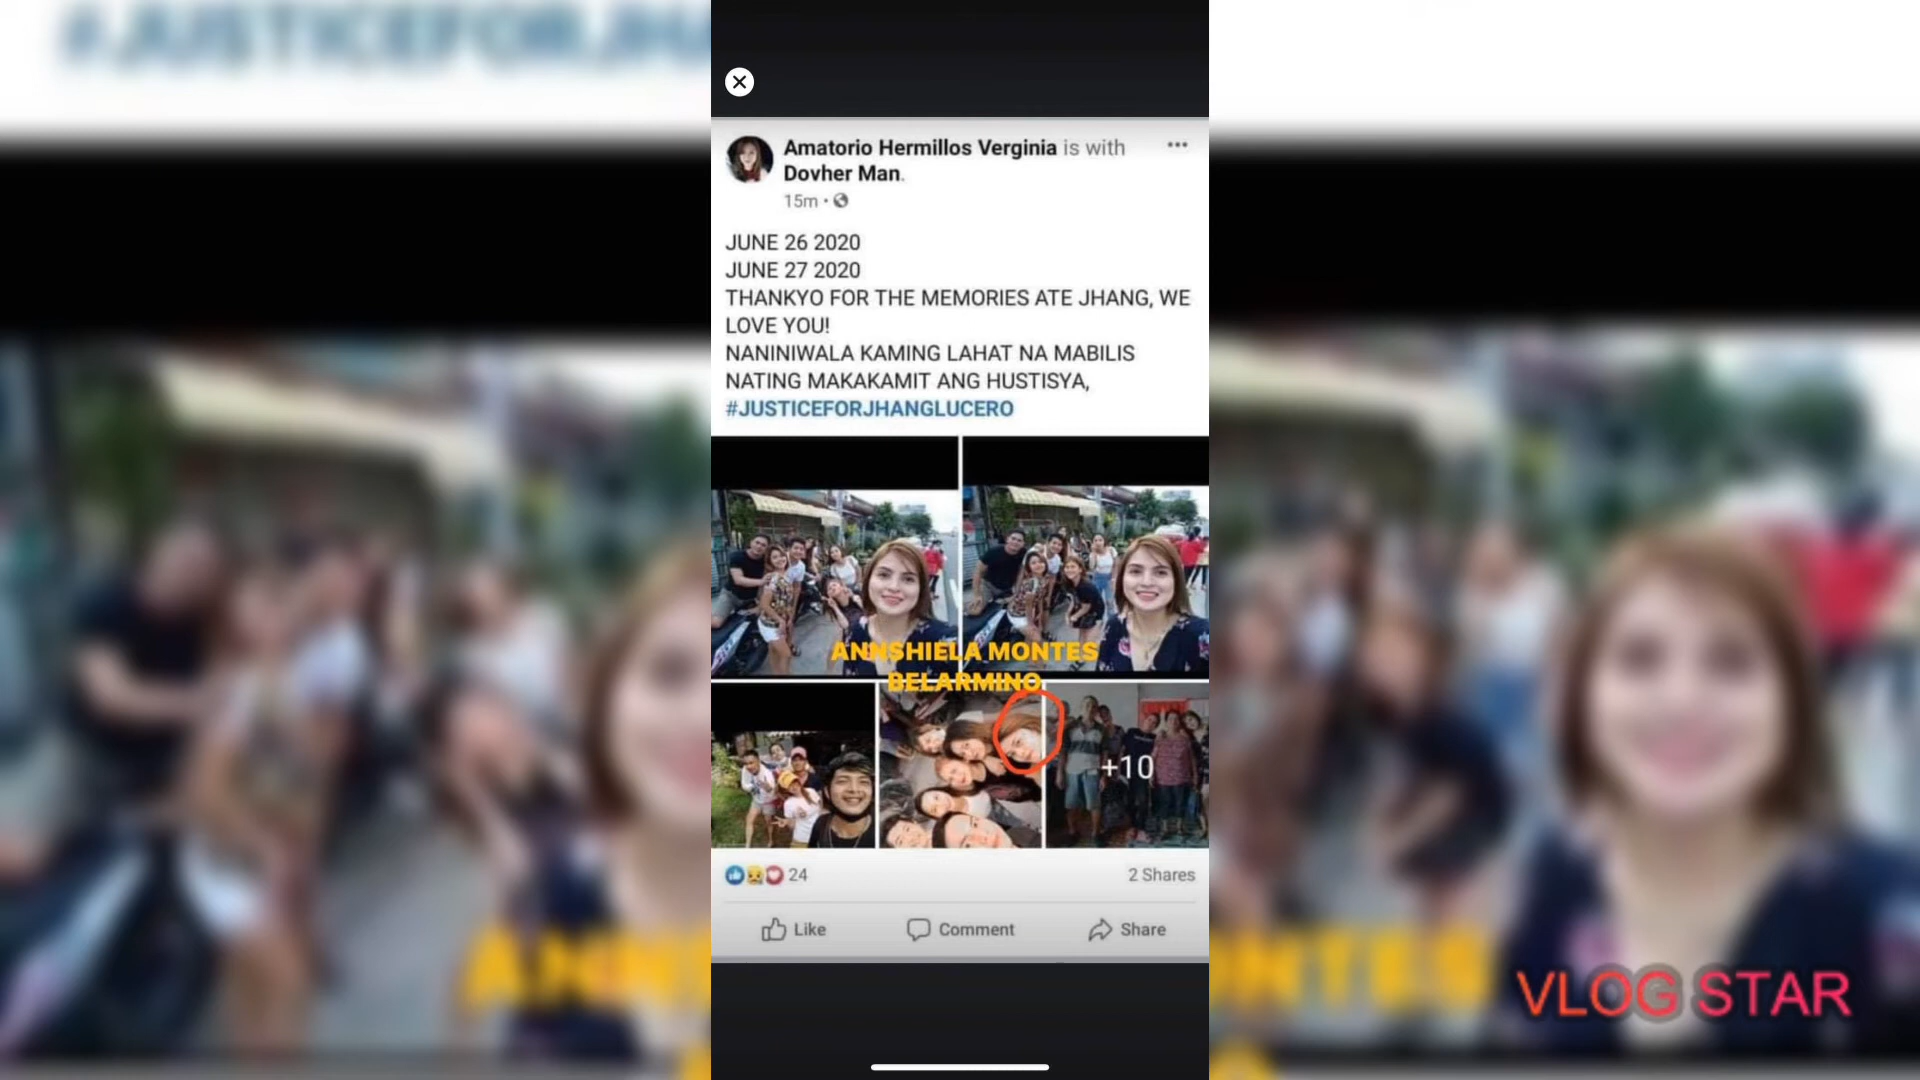 #JUSTICEFORJHA
Amatorio Hermillos Verginia is with
Dovher Man.
15m •
JUNE 26 2020
JUNE 27 2020
THANKYO FOR THE MEMORIES ATE JHANG, WE
LOVE YOU!
NANINIWALA KAMING LAHAT NA MABILIS
NATING MAKAKAMIT ANG HUSTISYA,
#JUSTICEFORJHANGLUCERO
ANNSHIELA MONTES
BELARMINO
+10
24
2 Shares
Like
Comment
Share
VLOG STAR